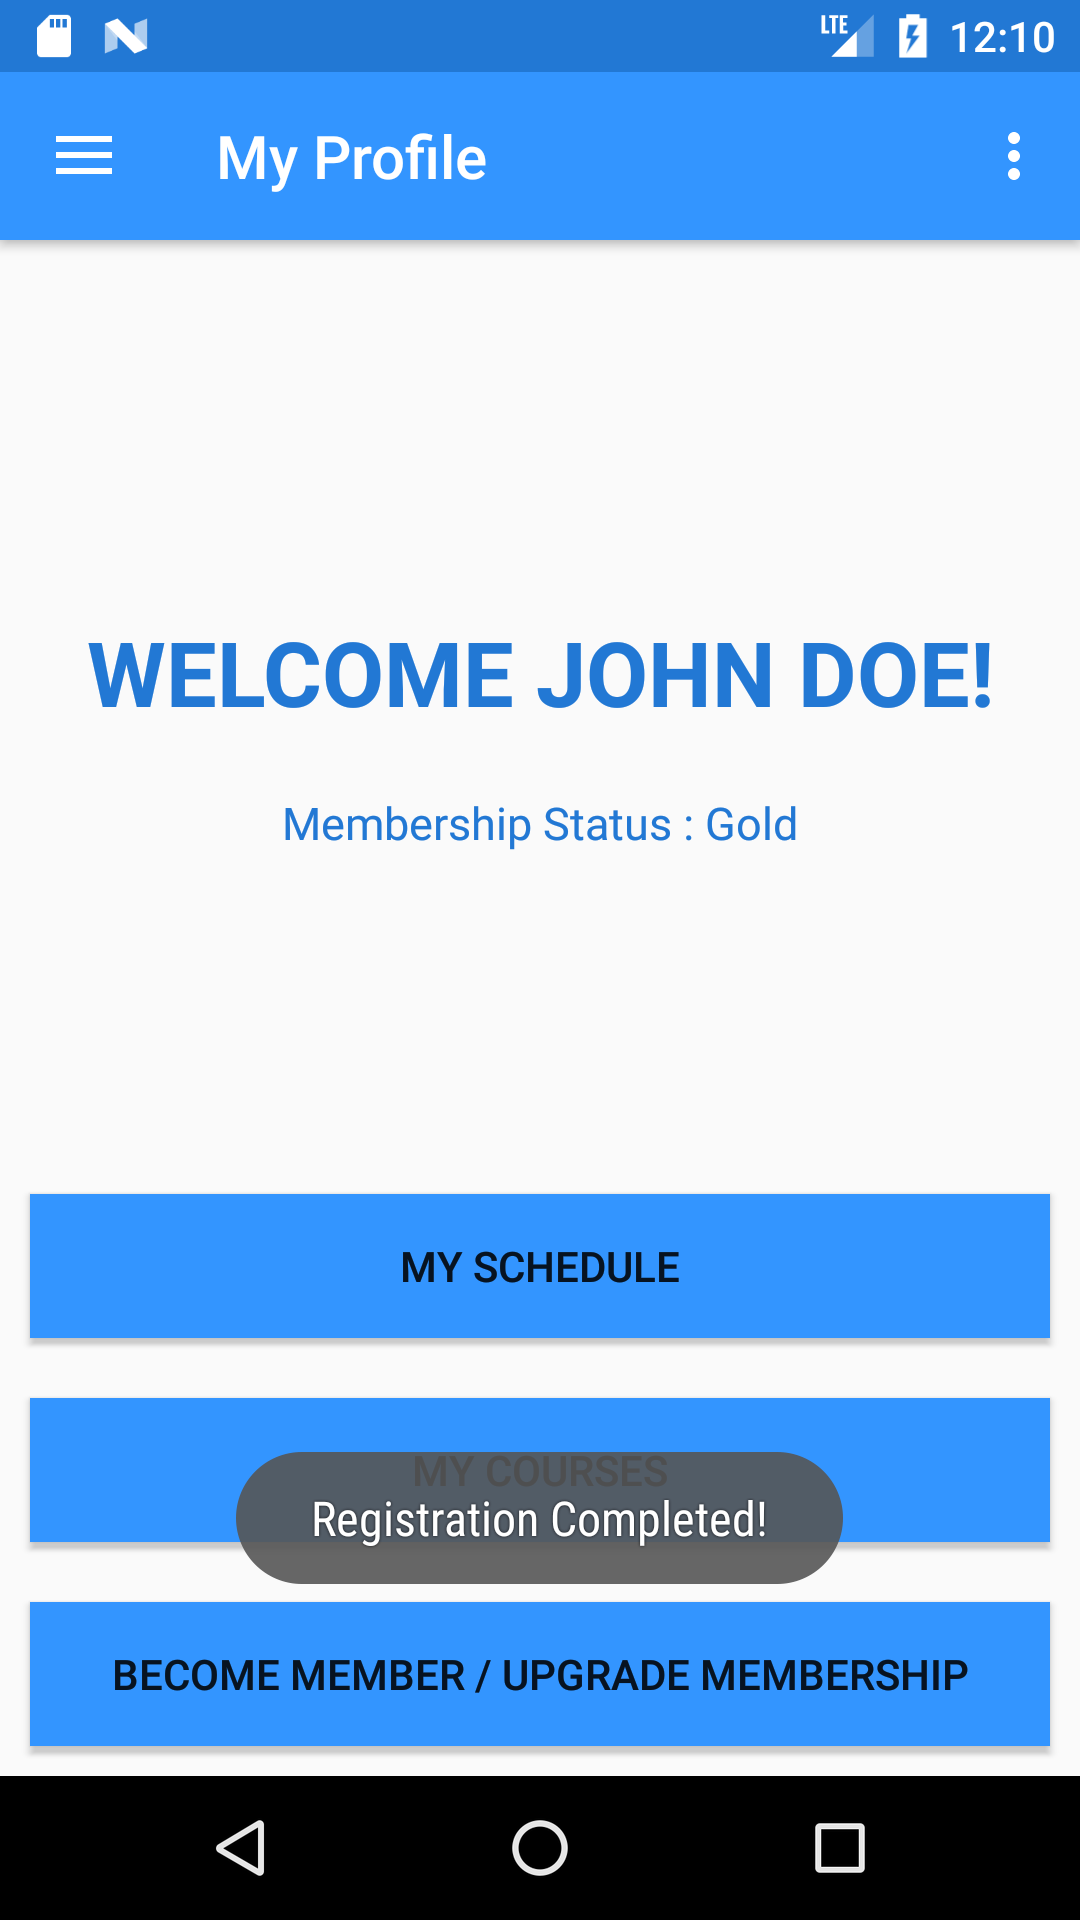 LTE 12:10
My Profile
WELCOME JOHN DOE!
Membership Status : Gold
MY SCHEDULE
MY COURSES
Registration Completed!
BECOME MEMBER / UPGRADE MEMBERSHIP